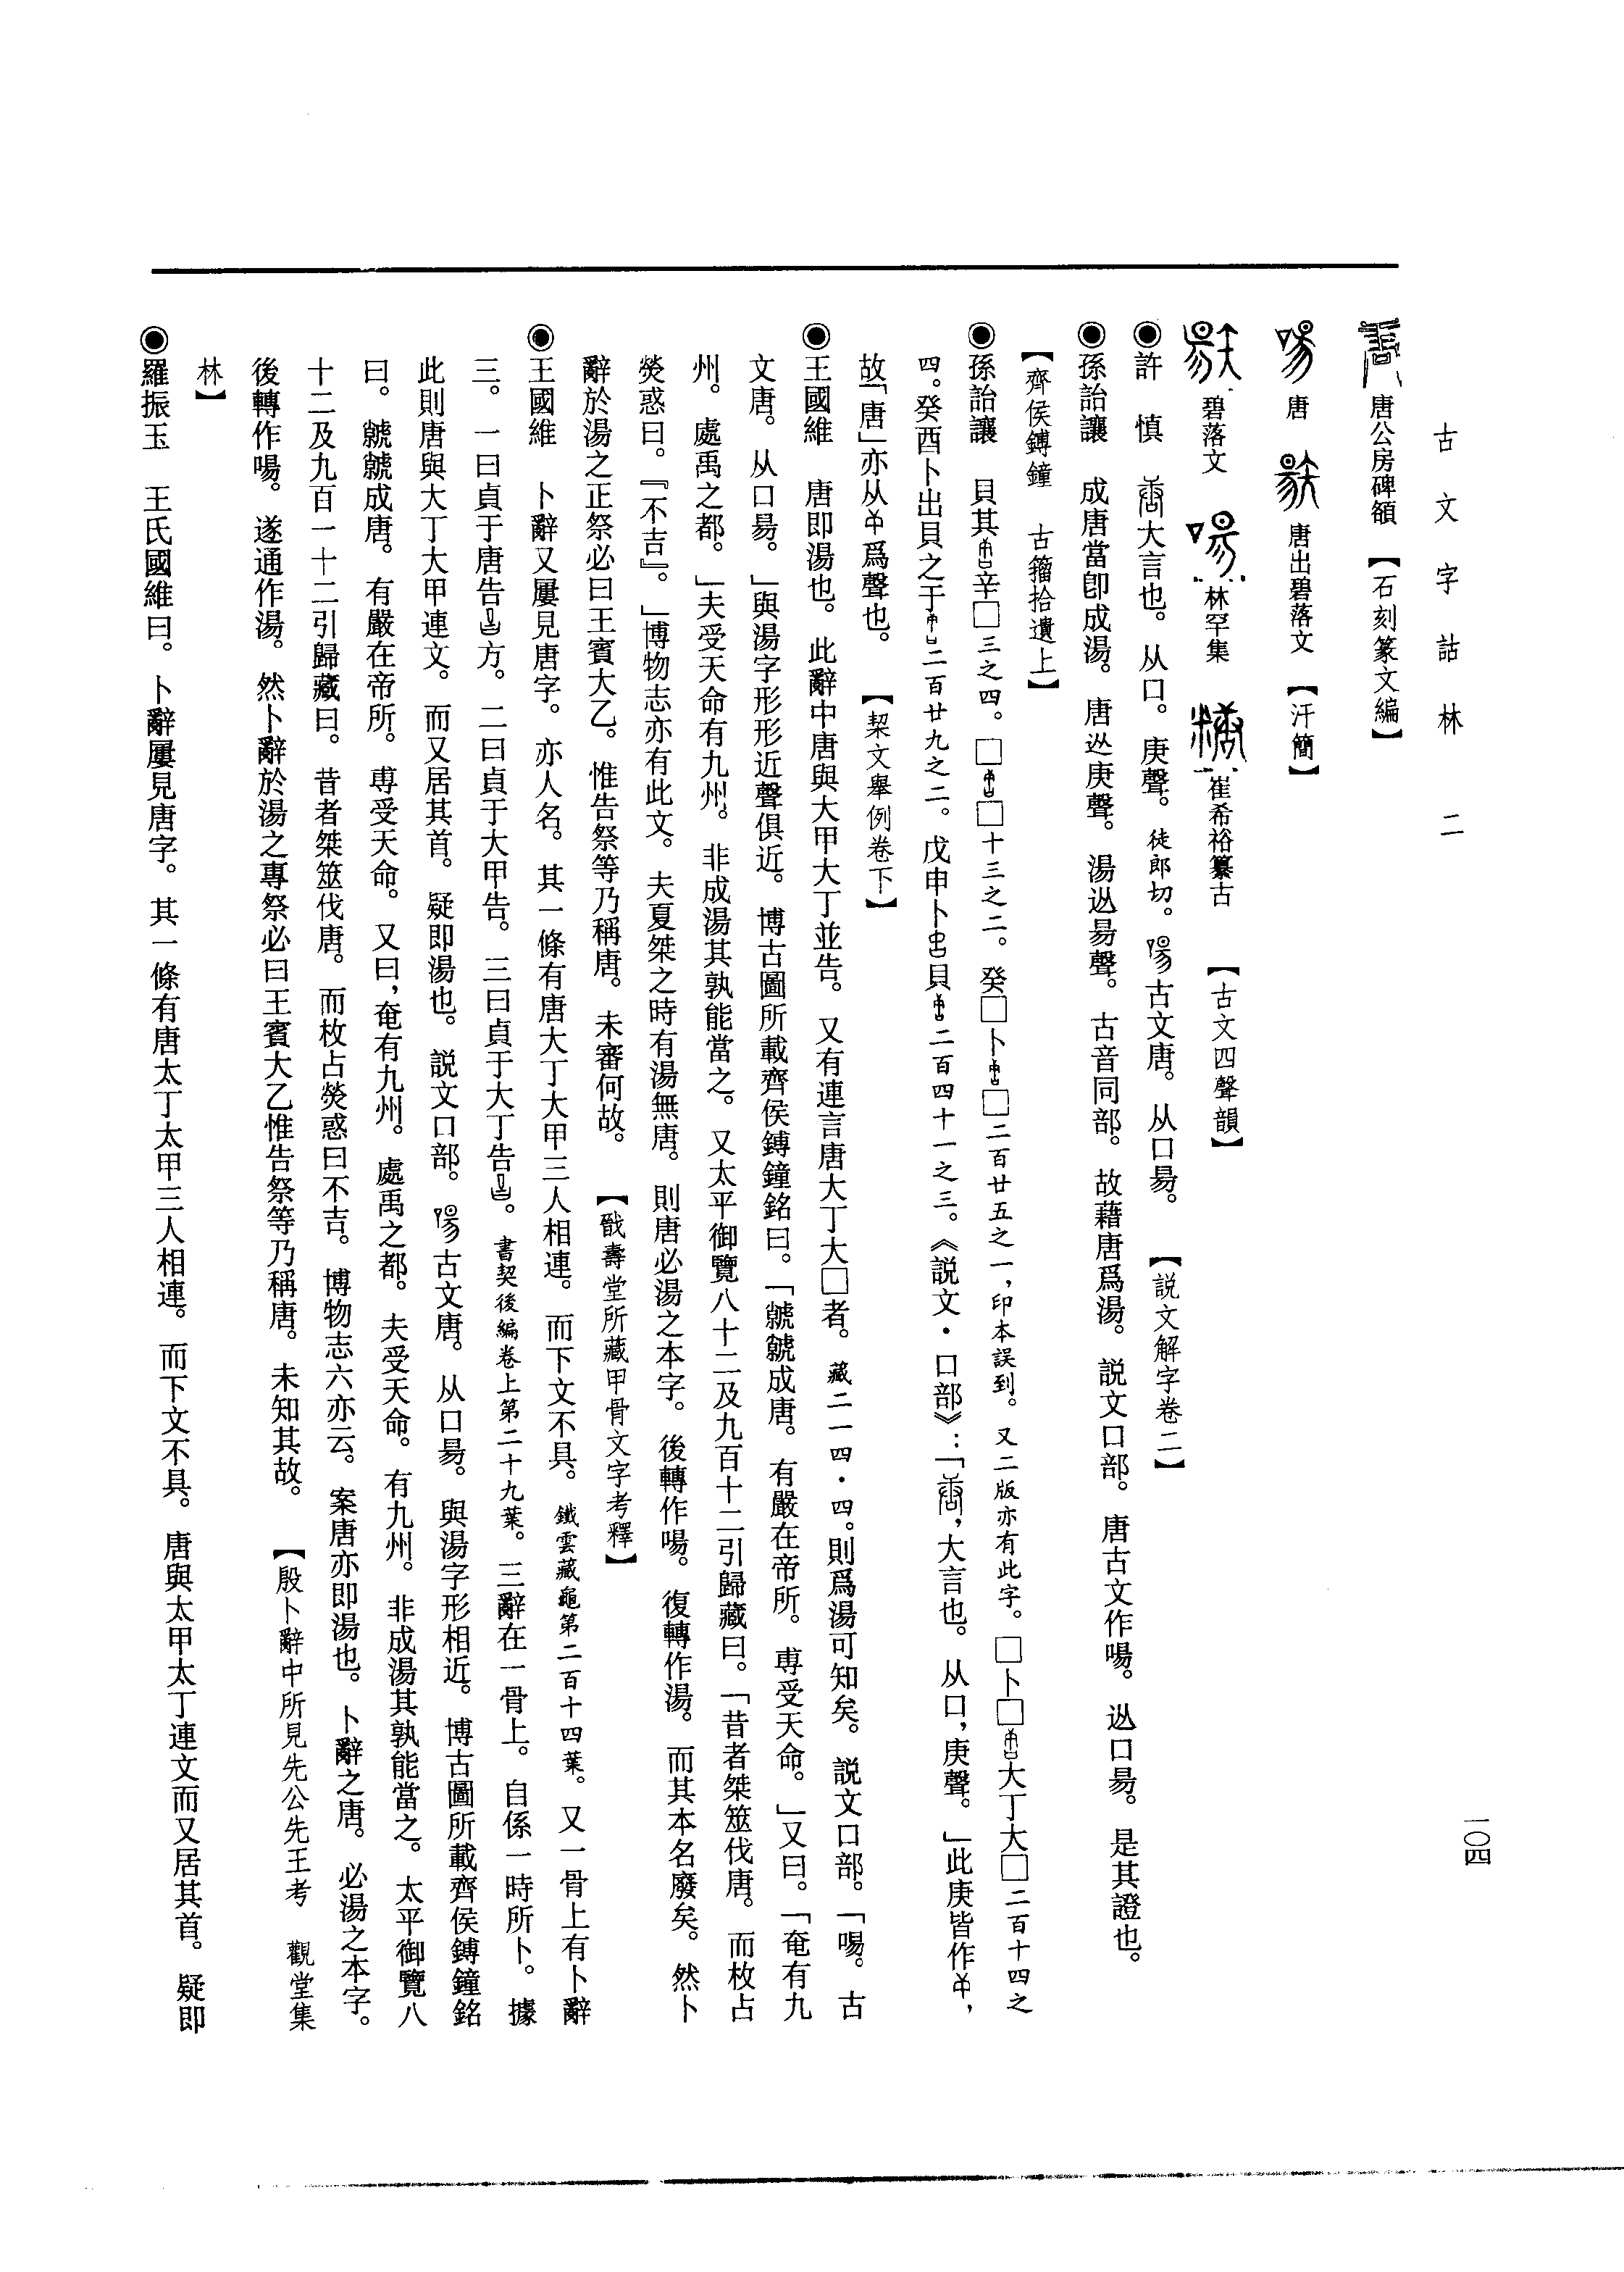 古文字詁林 二
一〇四
唐公房碑額 【石刻篆文編】
唐 唐出碧落文 【汗簡】
碧落文 林罕集 崔希裕纂古 【古文四聲韻】
◉許 慎 大言也。从口。庚聲。徒郎切。古文唐。从口昜。 【説文解字卷二】
◉孫詒讓 成唐當卽成湯。唐从庚聲。湯从昜聲。古音同部。故藉唐爲湯。説文口部。唐古文作啺。从口昜。是其證也。
【齊侯鎛鐘 古籀拾遺上】
◉孫詒讓 貝其辛□三之四。□□十三之二。癸□卜□二百廿五之一，印本誤到。又二版亦有此字。□卜□大丁大□二百十四之
四。癸酉卜出貝之于二百廿九之二。戊申卜貝二百四十一之三。《説文·口部》：「，大言也。从口，庚聲。」此庚皆作，
故「唐」亦从爲聲也。 【契文舉例卷下】
◉王國維 唐即湯也。此辭中唐與大甲大丁並告。又有連言唐大丁大□者。藏二一四·四。則爲湯可知矣。説文口部。「啺。古
文唐。从口昜。」與湯字形形近聲俱近。博古圖所載齊侯鎛鐘銘曰。「虩虩成唐。有嚴在帝所。尃受天命。」又曰。「奄有九
州。處禹之都。」夫受天命有九州。非成湯其孰能當之。又太平御覽八十二及九百十二引歸藏曰。「昔者桀筮伐唐。而枚占
熒惑曰。『不吉』。」博物志亦有此文。夫夏桀之時有湯無唐。則唐必湯之本字。後轉作啺。復轉作湯。而其本名廢矣。然卜
辭於湯之正祭必曰王賓大乙。惟告祭等乃稱唐。未審何故。 【戩壽堂所藏甲骨文字考釋】
◉王國維 卜辭又屢見唐字。亦人名。其一條有唐大丁大甲三人相連。而下文不具。鐵雲藏龜第二百十四葉。又一骨上有卜辭
三。一曰貞于唐告方。二曰貞于大甲告。三曰貞于大丁告。書契後編卷上第二十九葉。三辭在一骨上。自係一時所卜。據
此則唐與大丁大甲連文。而又居其首。疑即湯也。説文口部。古文唐。从口昜。與湯字形相近。博古圖所載齊侯鎛鐘銘
曰。虩虩成唐。有嚴在帝所。尃受天命。又曰，奄有九州。處禹之都。夫受天命。有九州。非成湯其孰能當之。太平御覽八
十二及九百一十二引歸藏曰。昔者桀筮伐唐。而枚占熒惑曰不吉。博物志六亦云。案唐亦即湯也。卜辭之唐。必湯之本字。
後轉作啺。遂通作湯。然卜辭於湯之專祭必曰王賓大乙惟告祭等乃稱唐。未知其故。 【殷卜辭中所見先公先王考 觀堂集
林】
◉羅振玉 王氏國維曰。卜辭屢見唐字。其一條有唐太丁太甲三人相連。而下文不具。唐與太甲太丁連文而又居其首。疑即